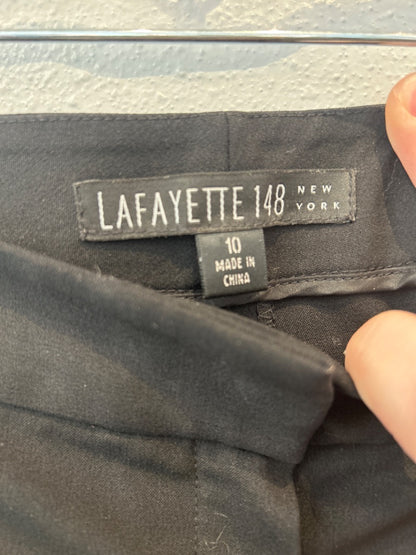 LAFAYETTE 148 NEW YORK
10
MADE IN
CHINA